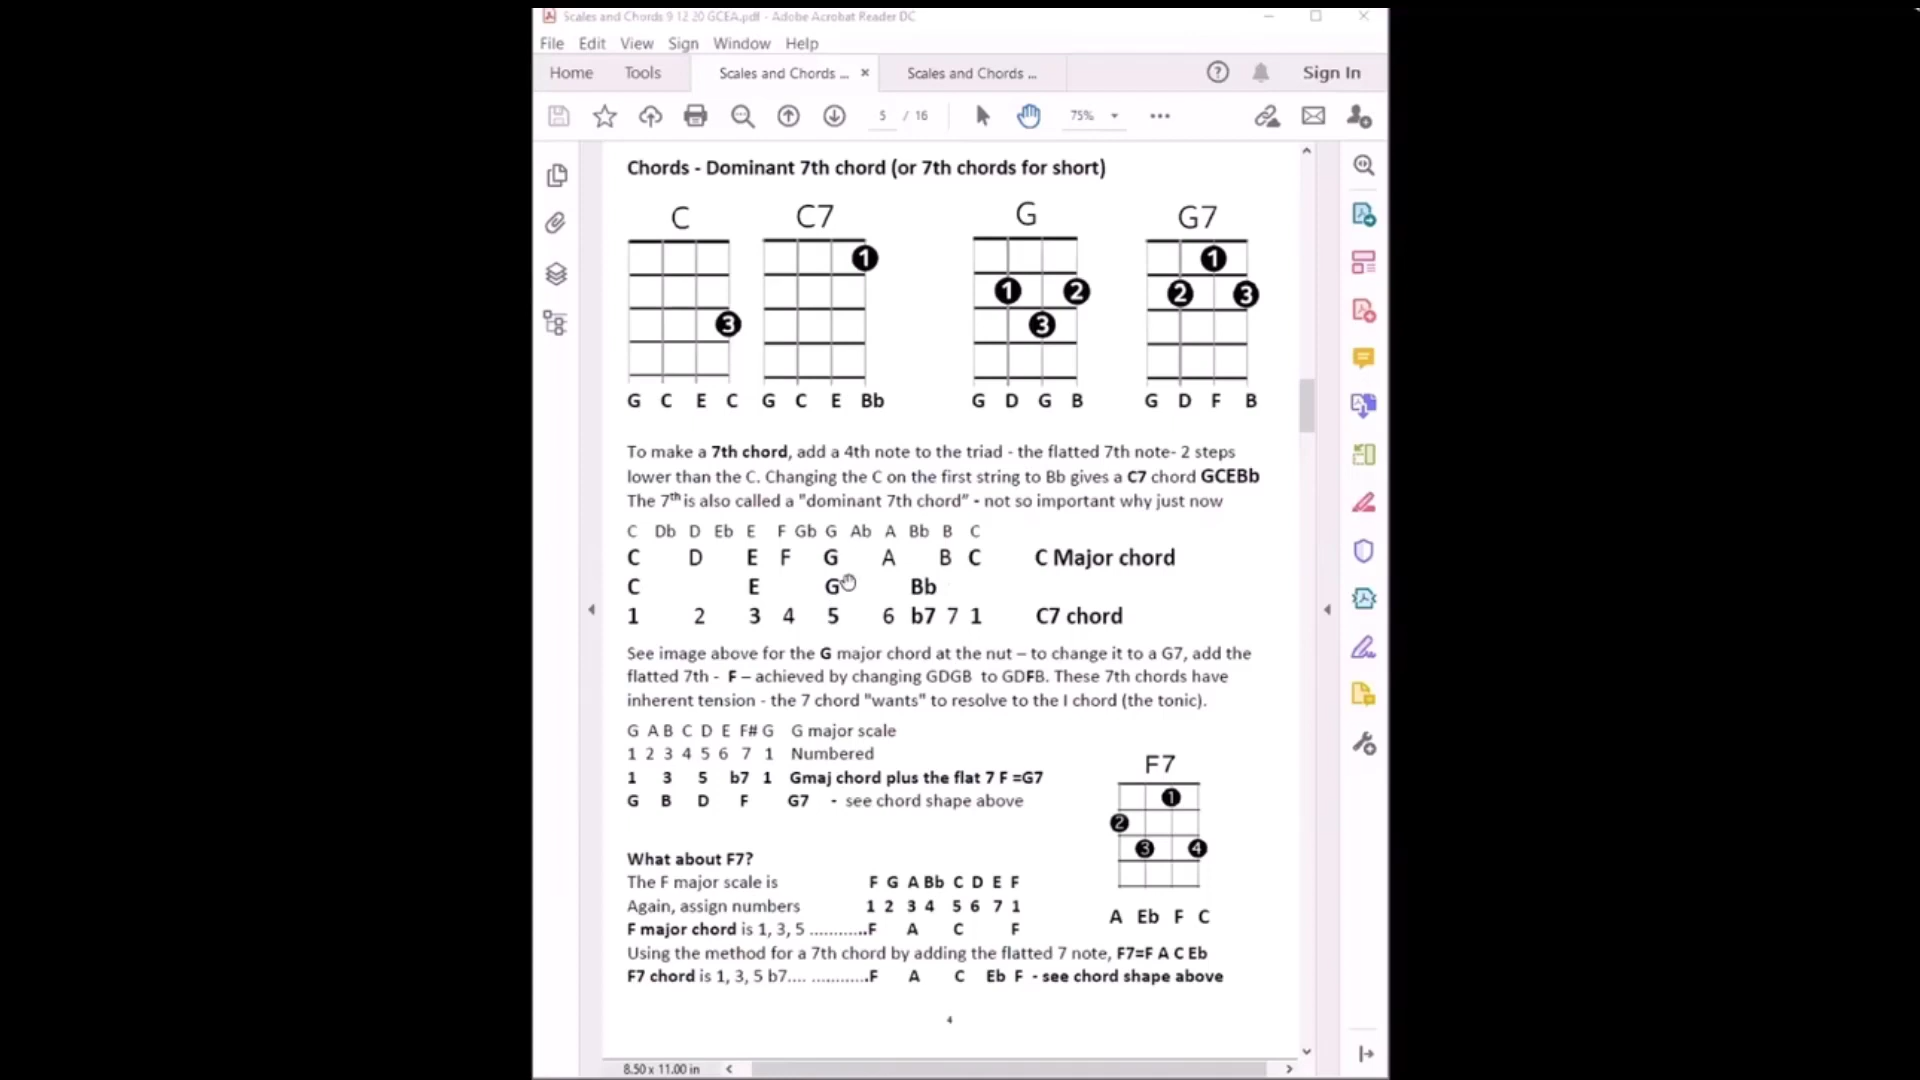 Scales and Chords 9 12 20 GCEA.pdf - Adobe Acrobat Reader DC
File Edit View Sign Window Help
Home Tools Scales and Chords ... × Scales and Chords ... Sign In
5 / 16 75%
Chords - Dominant 7th chord (or 7th chords for short)
C C7 G G7
1 1
1 2 2 3
3 3
G C E C G C E Bb G D G B G D F B
To make a 7th chord, add a 4th note to the triad - the flatted 7th note- 2 steps
lower than the C. Changing the C on the first string to Bb gives a C7 chord GCEBb
The 7th is also called a "dominant 7th chord" - not so important why just now
C Db D Eb E F Gb G Ab A Bb B C
C D E F G A B C C Major chord
C E G Bb
1 2 3 4 5 6 b7 7 1 C7 chord
See image above for the G major chord at the nut – to change it to a G7, add the
flatted 7th - F – achieved by changing GDGB to GDFB. These 7th chords have
inherent tension - the 7 chord "wants" to resolve to the I chord (the tonic).
G A B C D E F# G G major scale
1 2 3 4 5 6 7 1 Numbered
1 3 5 b7 1 Gmaj chord plus the flat 7 F =G7
G B D F G7 - see chord shape above
F7
1
2
3 4
A Eb F C
What about F7?
The F major scale is F G A Bb C D E F
Again, assign numbers 1 2 3 4 5 6 7 1
F major chord is 1, 3, 5 ...........F A C F
Using the method for a 7th chord by adding the flatted 7 note, F7=F A C Eb
F7 chord is 1, 3, 5 b7.... ............F A C Eb F - see chord shape above
4
8.50 x 11.00 in